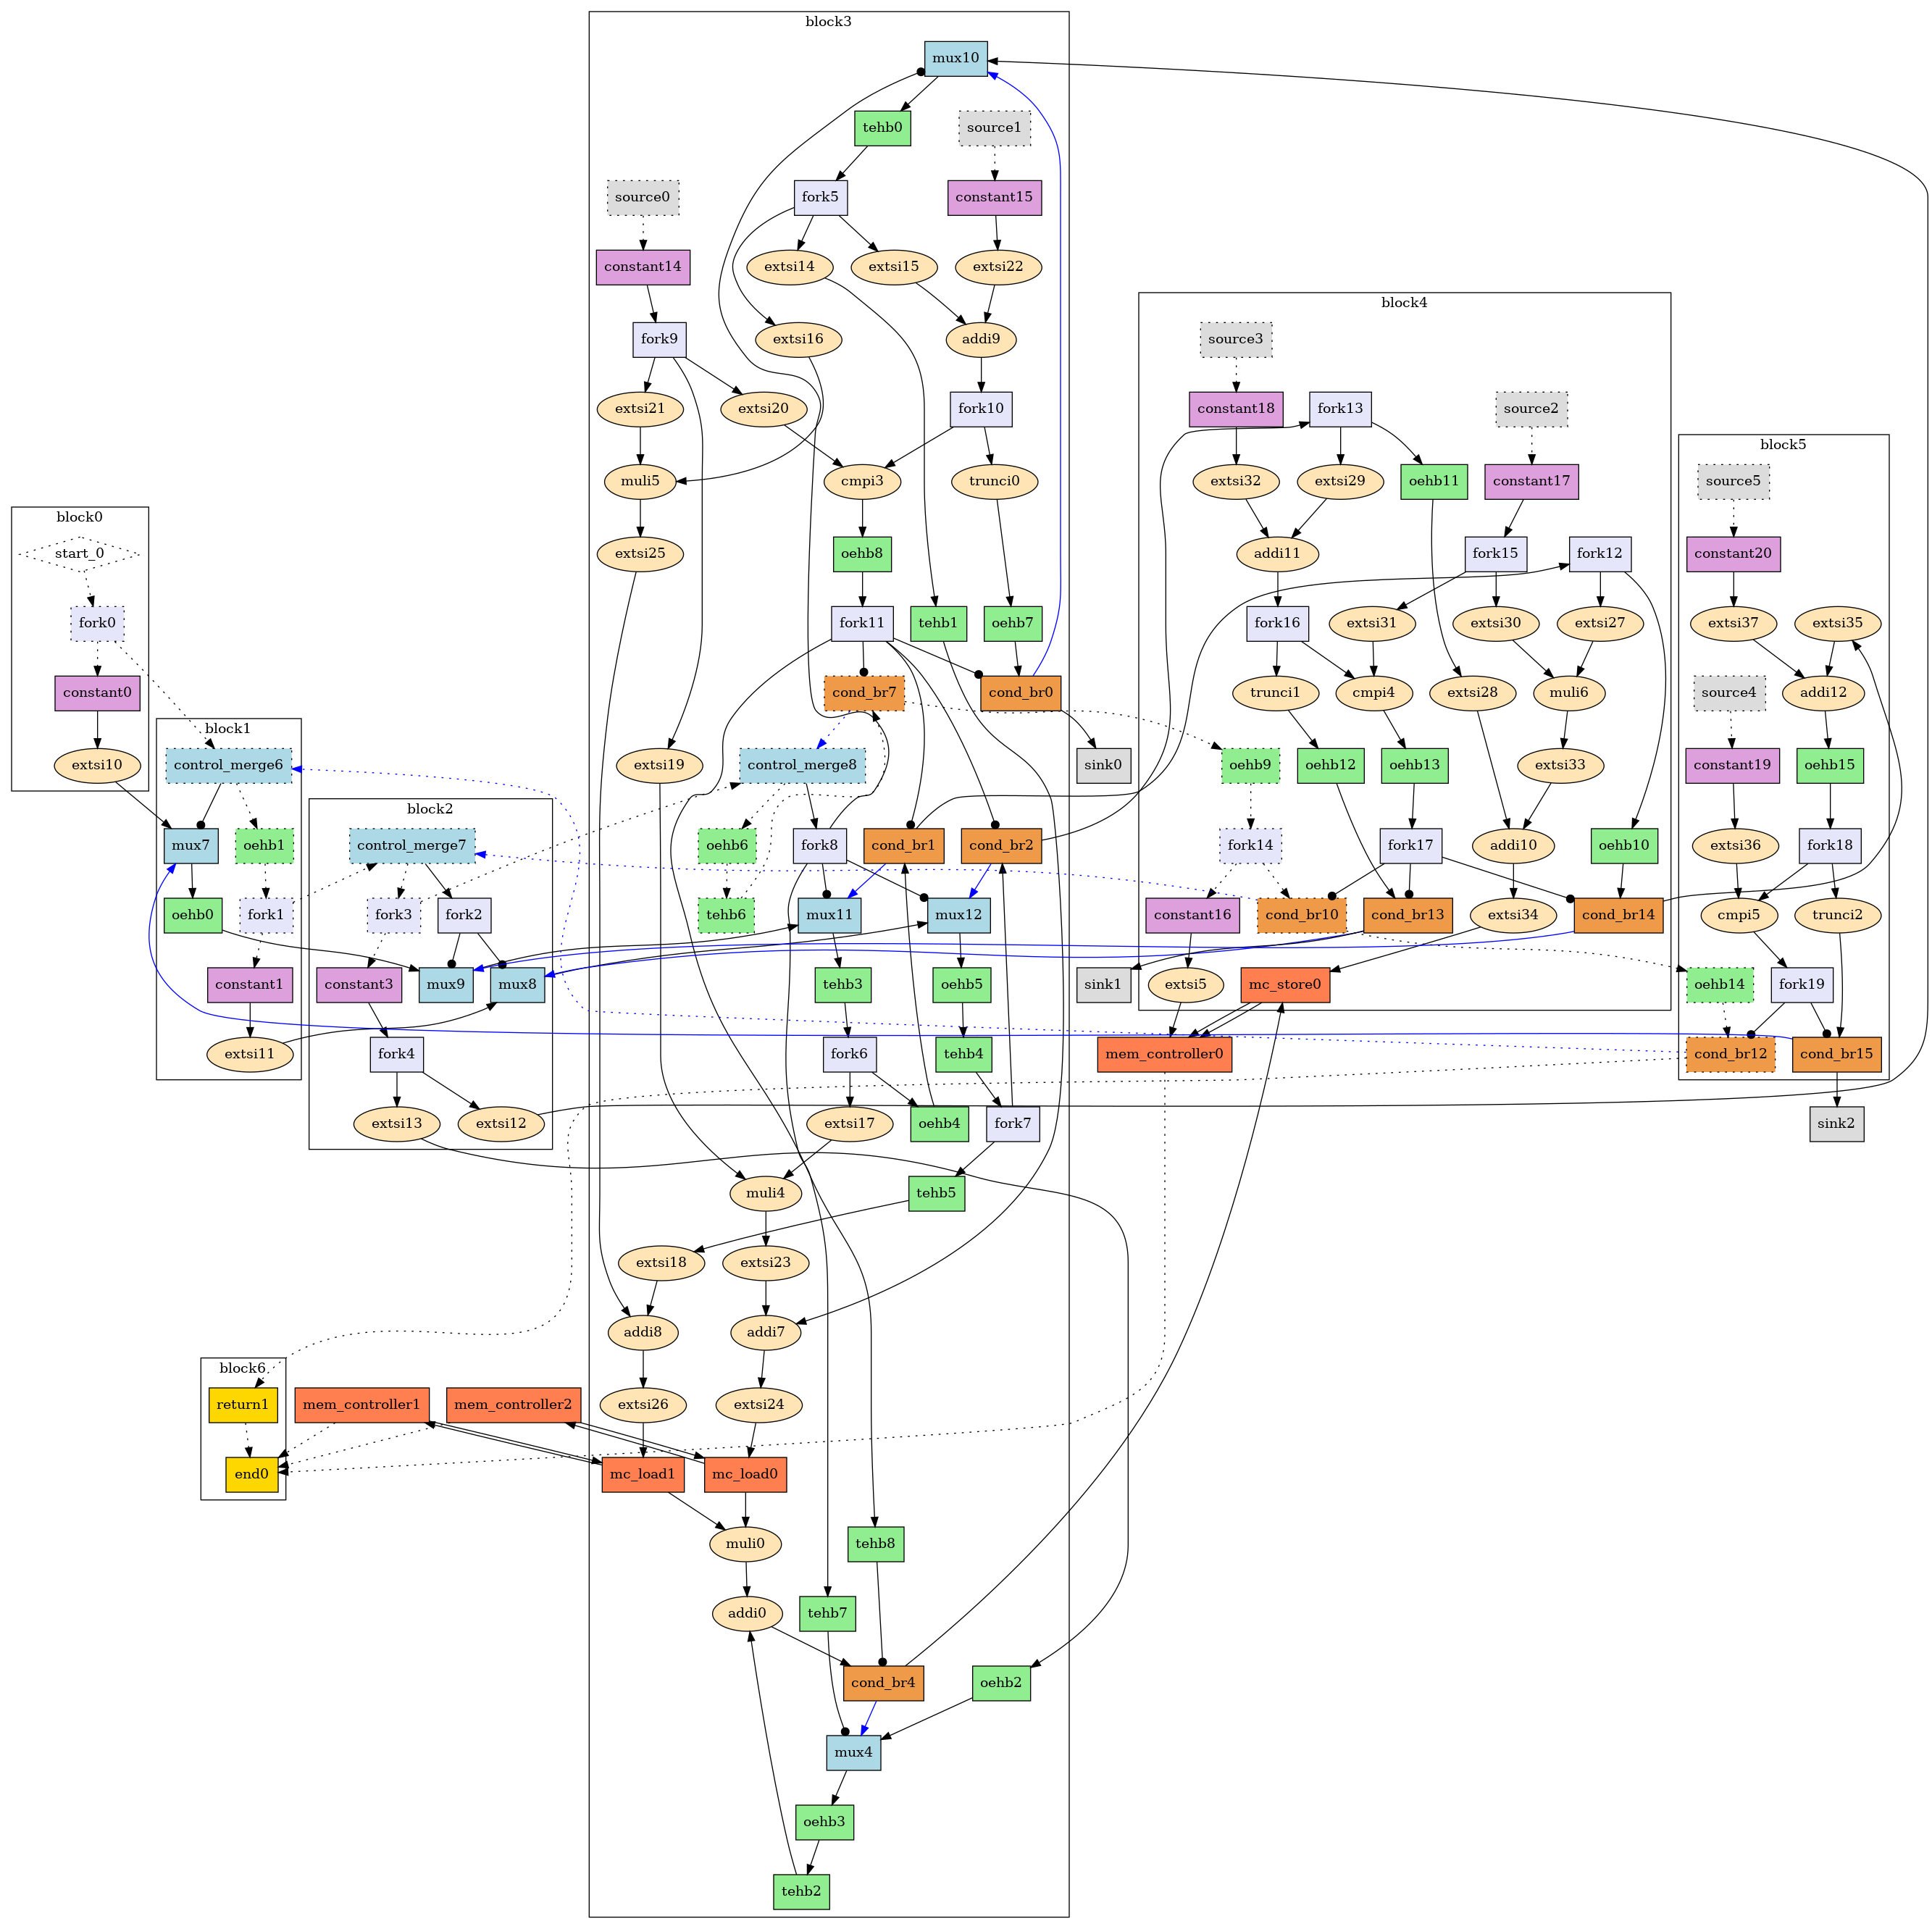 block3
mux10
tehb0
source1
source0
fork5
constant15
constant14
extsi14
extsi15
extsi22
block4
fork9
extsi16
addi9
source3
extsi21
extsi20
fork10
constant18
fork13
source2
block5
muli5
cmpi3
trunci0
extsi32
extsi29
oehb11
constant17
source5
block0
start_0
extsi25
oehb8
addi11
fork15
fork12
constant20
fork0
fork11
tehb1
oehb7
fork16
extsi31
extsi30
extsi27
extsi37
extsi35
constant0
cond_br7
cond_br0
trunci1
cmpi4
extsi28
muli6
source4
addi12
block1
extsi10
control_merge6
extsi19
control_merge8
sink0
oehb9
oehb12
oehb13
extsi33
constant19
oehb15
block2
mux7
oehb1
control_merge7
oehb6
fork8
cond_br1
cond_br2
fork14
fork17
addi10
oehb10
extsi36
fork18
oehb0
fork1
fork3
fork2
tehb6
mux11
mux12
constant16
cond_br10
cond_br13
extsi34
cond_br14
cmpi5
trunci2
constant1
constant3
mux9
mux8
tehb3
oehb5
sink1
extsi5
mc_store0
oehb14
fork19
extsi11
fork4
fork6
tehb4
mem_controller0
cond_br12
cond_br15
extsi13
extsi12
extsi17
oehb4
fork7
sink2
muli4
tehb5
extsi18
extsi23
addi8
addi7
block6
return1
mem_controller1
mem_controller2
extsi26
extsi24
end0
mc_load1
mc_load0
muli0
tehb8
addi0
tehb7
cond_br4
oehb2
mux4
oehb3
tehb2